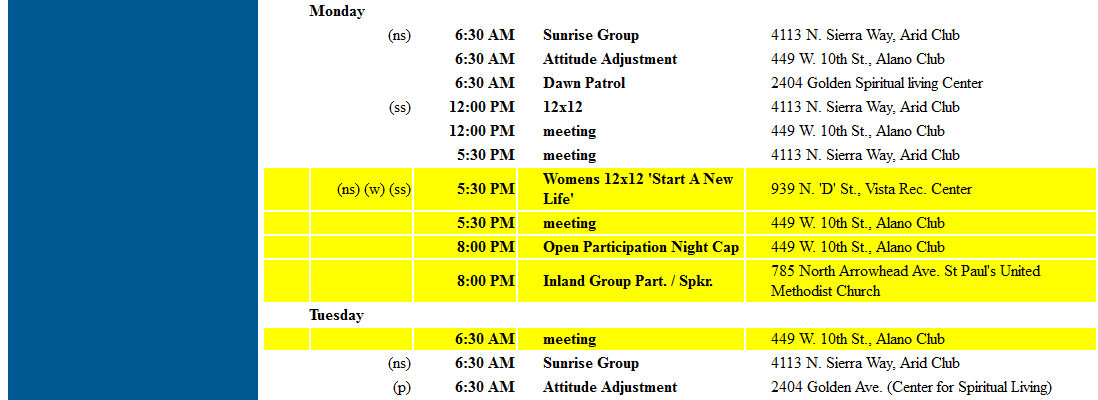 Monday
(ns) 6:30 AM Sunrise Group 4113 N. Sierra Way, Arid Club
6:30 AM Attitude Adjustment 449 W. 10th St., Alano Club
6:30 AM Dawn Patrol 2404 Golden Spiritual living Center
(ss) 12:00 PM 12x12 4113 N. Sierra Way, Arid Club
12:00 PM meeting 449 W. 10th St., Alano Club
5:30 PM meeting 4113 N. Sierra Way, Arid Club
(ns) (w) (ss) 5:30 PM Womens 12x12 'Start A New
Life' 939 N. 'D' St., Vista Rec. Center
5:30 PM meeting 449 W. 10th St., Alano Club
8:00 PM Open Participation Night Cap 449 W. 10th St., Alano Club
8:00 PM Inland Group Part. / Spkr. 785 North Arrowhead Ave. St Paul's United
Methodist Church
Tuesday
6:30 AM meeting 449 W. 10th St., Alano Club
(ns) 6:30 AM Sunrise Group 4113 N. Sierra Way, Arid Club
(p) 6:30 AM Attitude Adjustment 2404 Golden Ave. (Center for Spiritual Living)